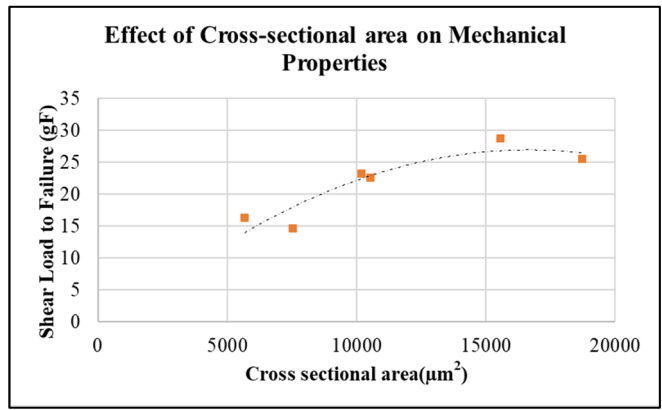 Effect of Cross-sectional area on Mechanical
Properties
Shear Load to Failure (gF)
35
30
25
20
15
10
5
0
0 5000 10000 15000 20000
Cross sectional area(µm²)